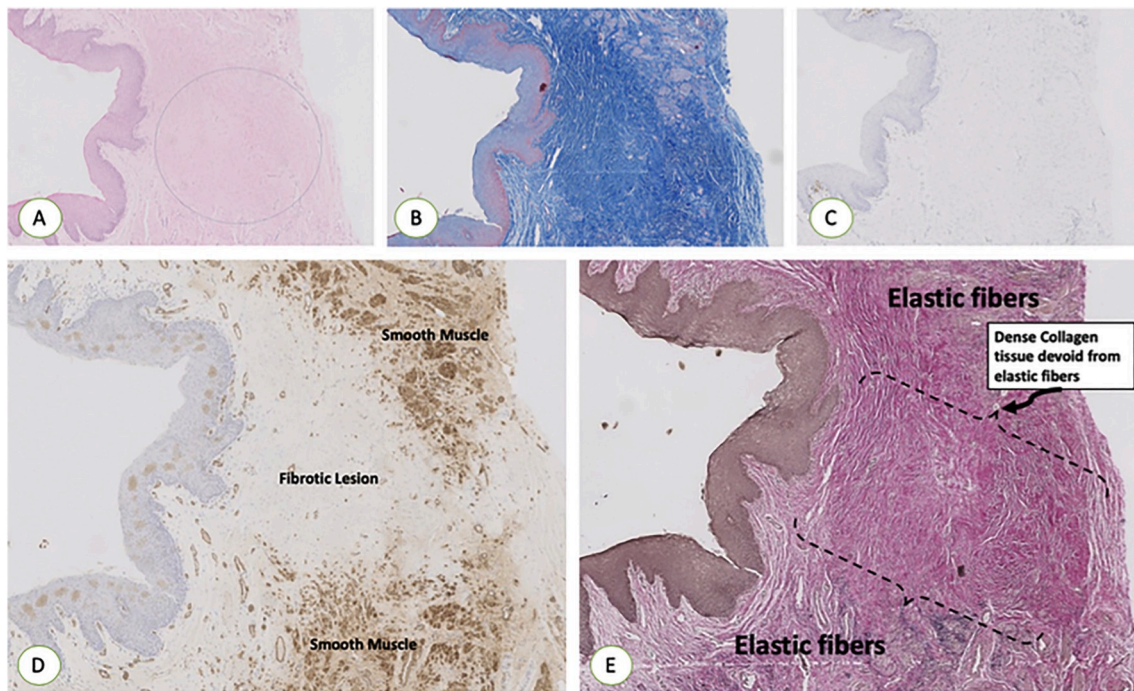 A
B
C
Smooth Muscle
Fibrotic Lesion
Smooth Muscle
D
Elastic fibers
Dense Collagen
tissue devoid from
elastic fibers
Elastic fibers
E